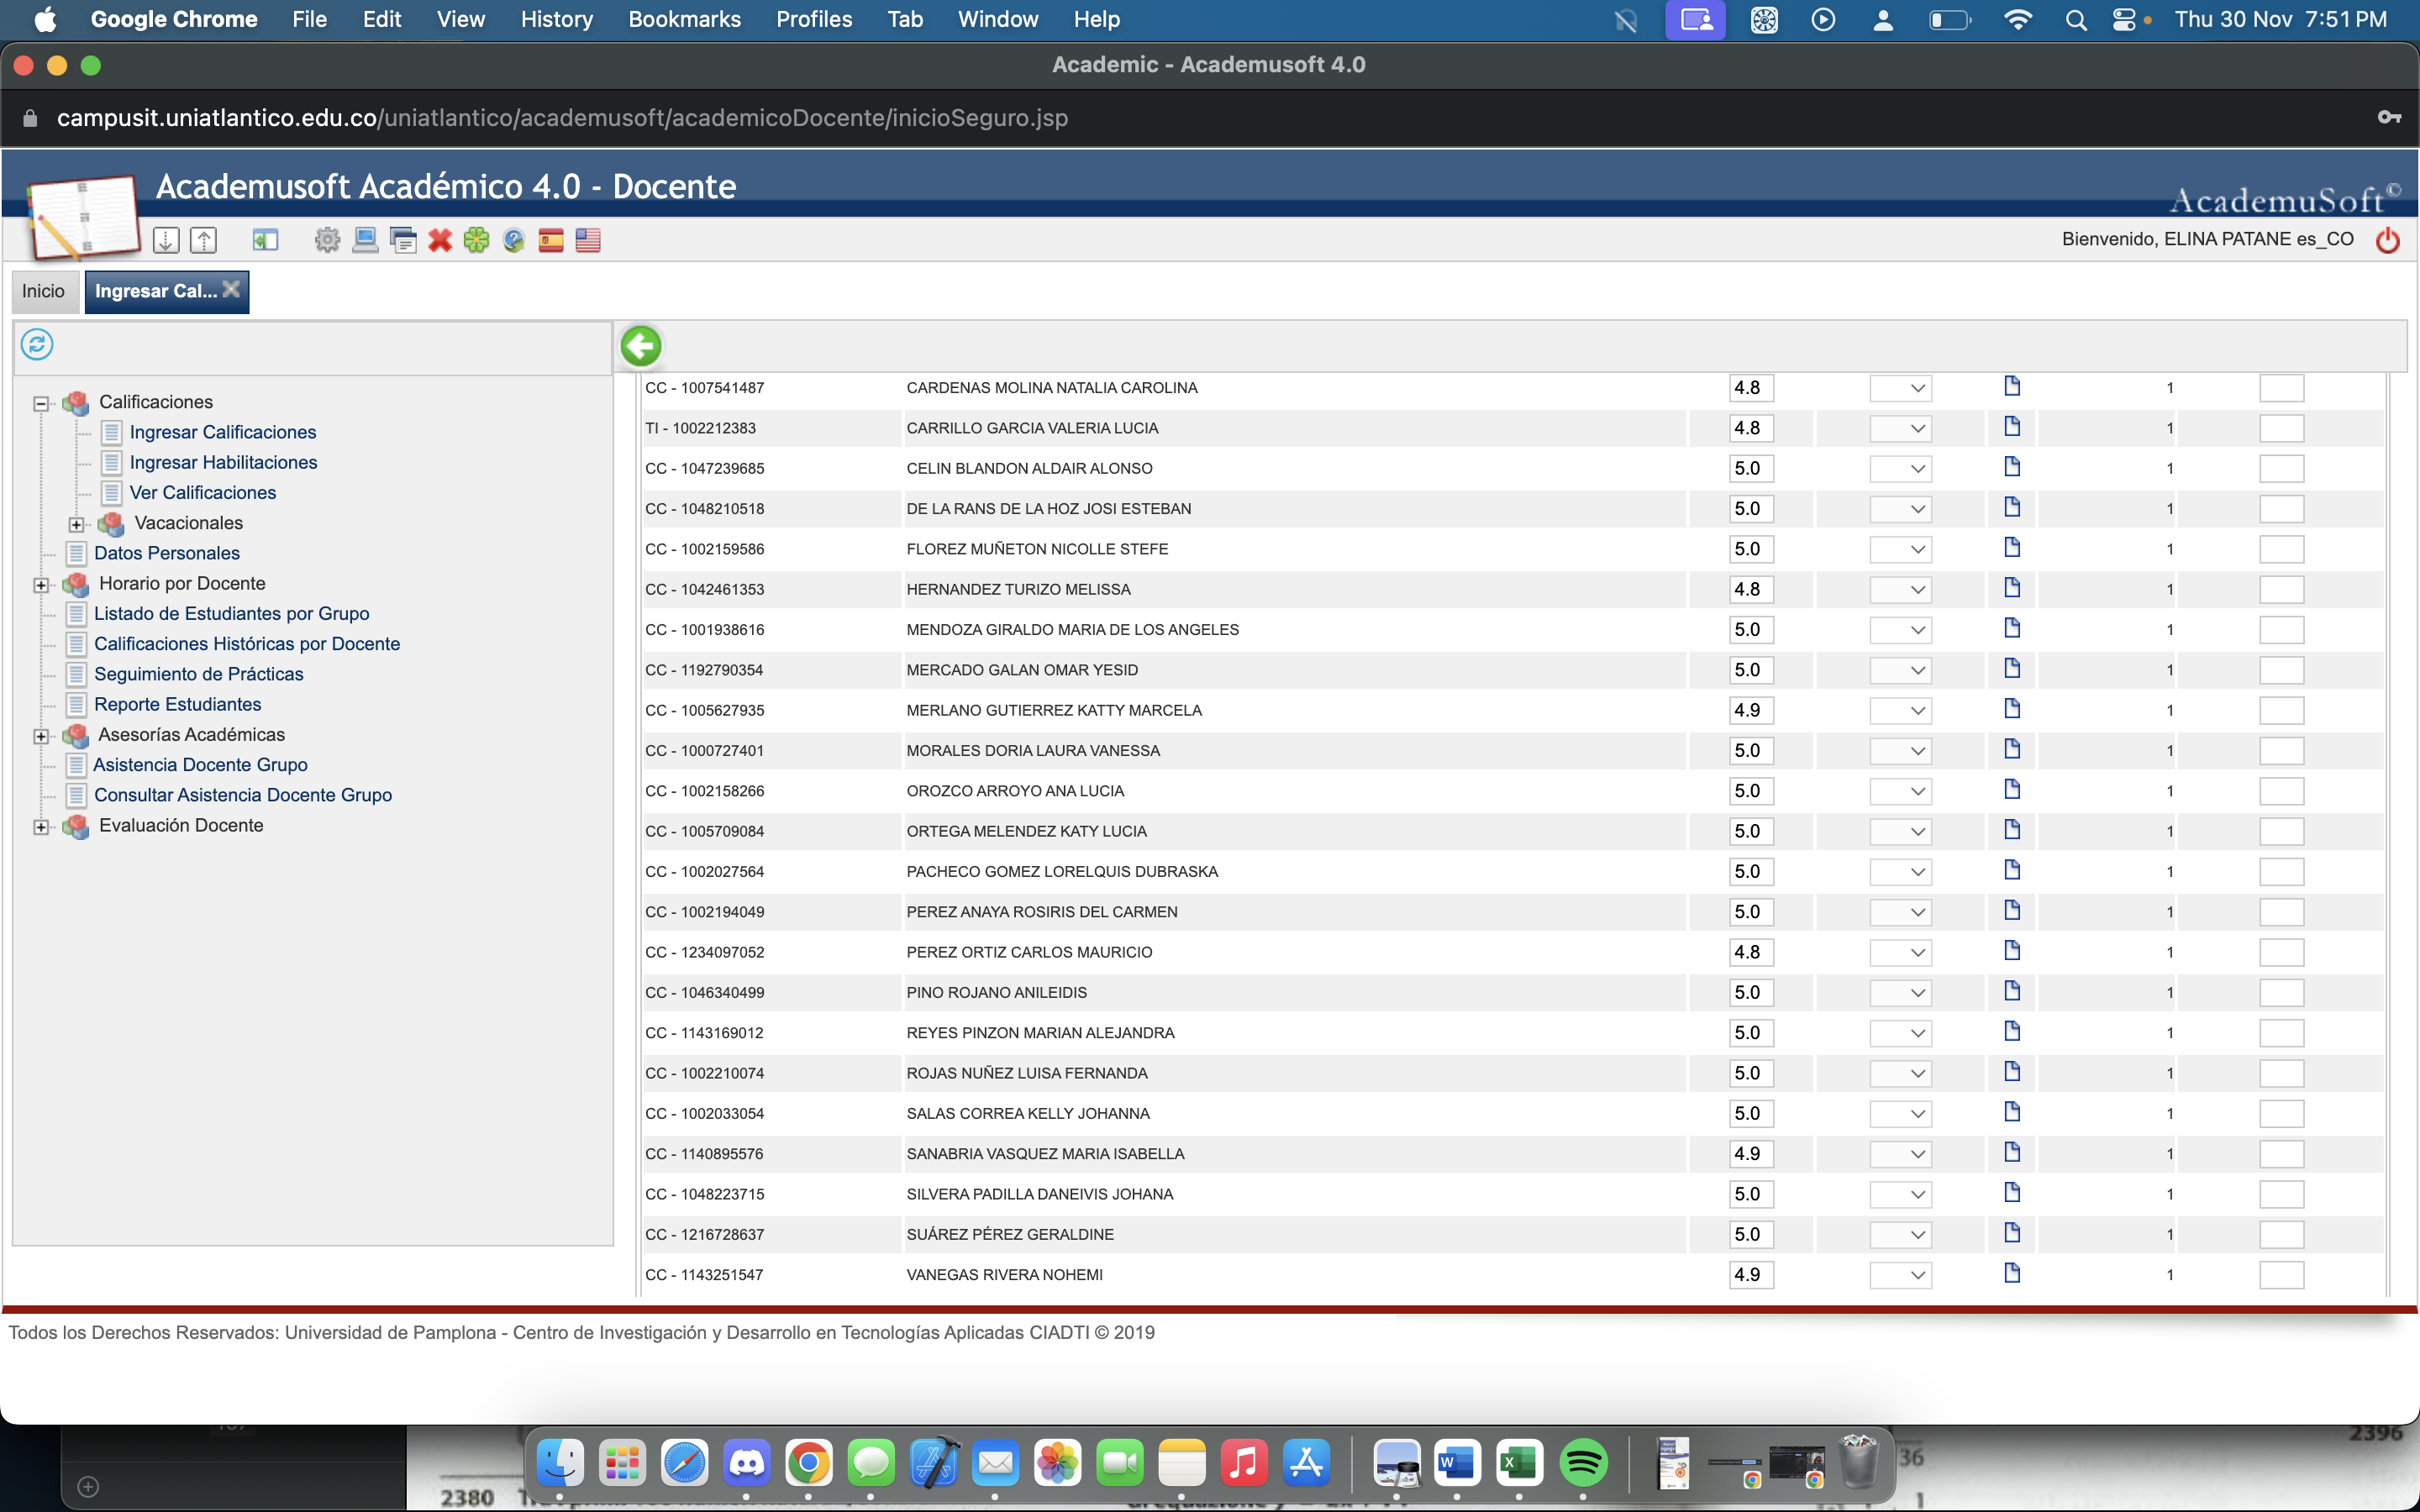 Google Chrome File Edit View History Bookmarks Profiles Tab Window Help Thu 30 Nov 7:51 PM
Academic - Academusoft 4.0
campusit.uniatlantico.edu.co/uniatlantico/academusoft/academicoDocente/inicioSeguro.jsp
Academusoft Académico 4.0 - Docente
AcademuSoft©
Bienvenido, ELINA PATANE es_CO
Inicio Ingresar Cal...
Calificaciones
Ingresar Calificaciones
Ingresar Habilitaciones
Ver Calificaciones
Vacacionales
Datos Personales
Horario por Docente
Listado de Estudiantes por Grupo
Calificaciones Históricas por Docente
Seguimiento de Prácticas
Reporte Estudiantes
Asesorías Académicas
Asistencia Docente Grupo
Consultar Asistencia Docente Grupo
Evaluación Docente
CC - 1007541487 CARDENAS MOLINA NATALIA CAROLINA 4.8 1
TI - 1002212383 CARRILLO GARCIA VALERIA LUCIA 4.8 1
CC - 1047239685 CELIN BLANDON ALDAIR ALONSO 5.0 1
CC - 1048210518 DE LA RANS DE LA HOZ JOSI ESTEBAN 5.0 1
CC - 1002159586 FLOREZ MUÑETON NICOLLE STEFE 5.0 1
CC - 1042461353 HERNANDEZ TURIZO MELISSA 4.8 1
CC - 1001938616 MENDOZA GIRALDO MARIA DE LOS ANGELES 5.0 1
CC - 1192790354 MERCADO GALAN OMAR YESID 5.0 1
CC - 1005627935 MERLANO GUTIERREZ KATTY MARCELA 4.9 1
CC - 1000727401 MORALES DORIA LAURA VANESSA 5.0 1
CC - 1002158266 OROZCO ARROYO ANA LUCIA 5.0 1
CC - 1005709084 ORTEGA MELENDEZ KATY LUCIA 5.0 1
CC - 1002027564 PACHECO GOMEZ LORELQUIS DUBRASKA 5.0 1
CC - 1002194049 PEREZ ANAYA ROSIRIS DEL CARMEN 5.0 1
CC - 1234097052 PEREZ ORTIZ CARLOS MAURICIO 4.8 1
CC - 1046340499 PINO ROJANO ANILEIDIS 5.0 1
CC - 1143169012 REYES PINZON MARIAN ALEJANDRA 5.0 1
CC - 1002210074 ROJAS NUÑEZ LUISA FERNANDA 5.0 1
CC - 1002033054 SALAS CORREA KELLY JOHANNA 5.0 1
CC - 1140895576 SANABRIA VASQUEZ MARIA ISABELLA 4.9 1
CC - 1048223715 SILVERA PADILLA DANEIVIS JOHANA 5.0 1
CC - 1216728637 SUÁREZ PÉREZ GERALDINE 5.0 1
CC - 1143251547 VANEGAS RIVERA NOHEMI 4.9 1
Todos los Derechos Reservados: Universidad de Pamplona - Centro de Investigación y Desarrollo en Tecnologías Aplicadas CIADTI © 2019
2396
36
2380